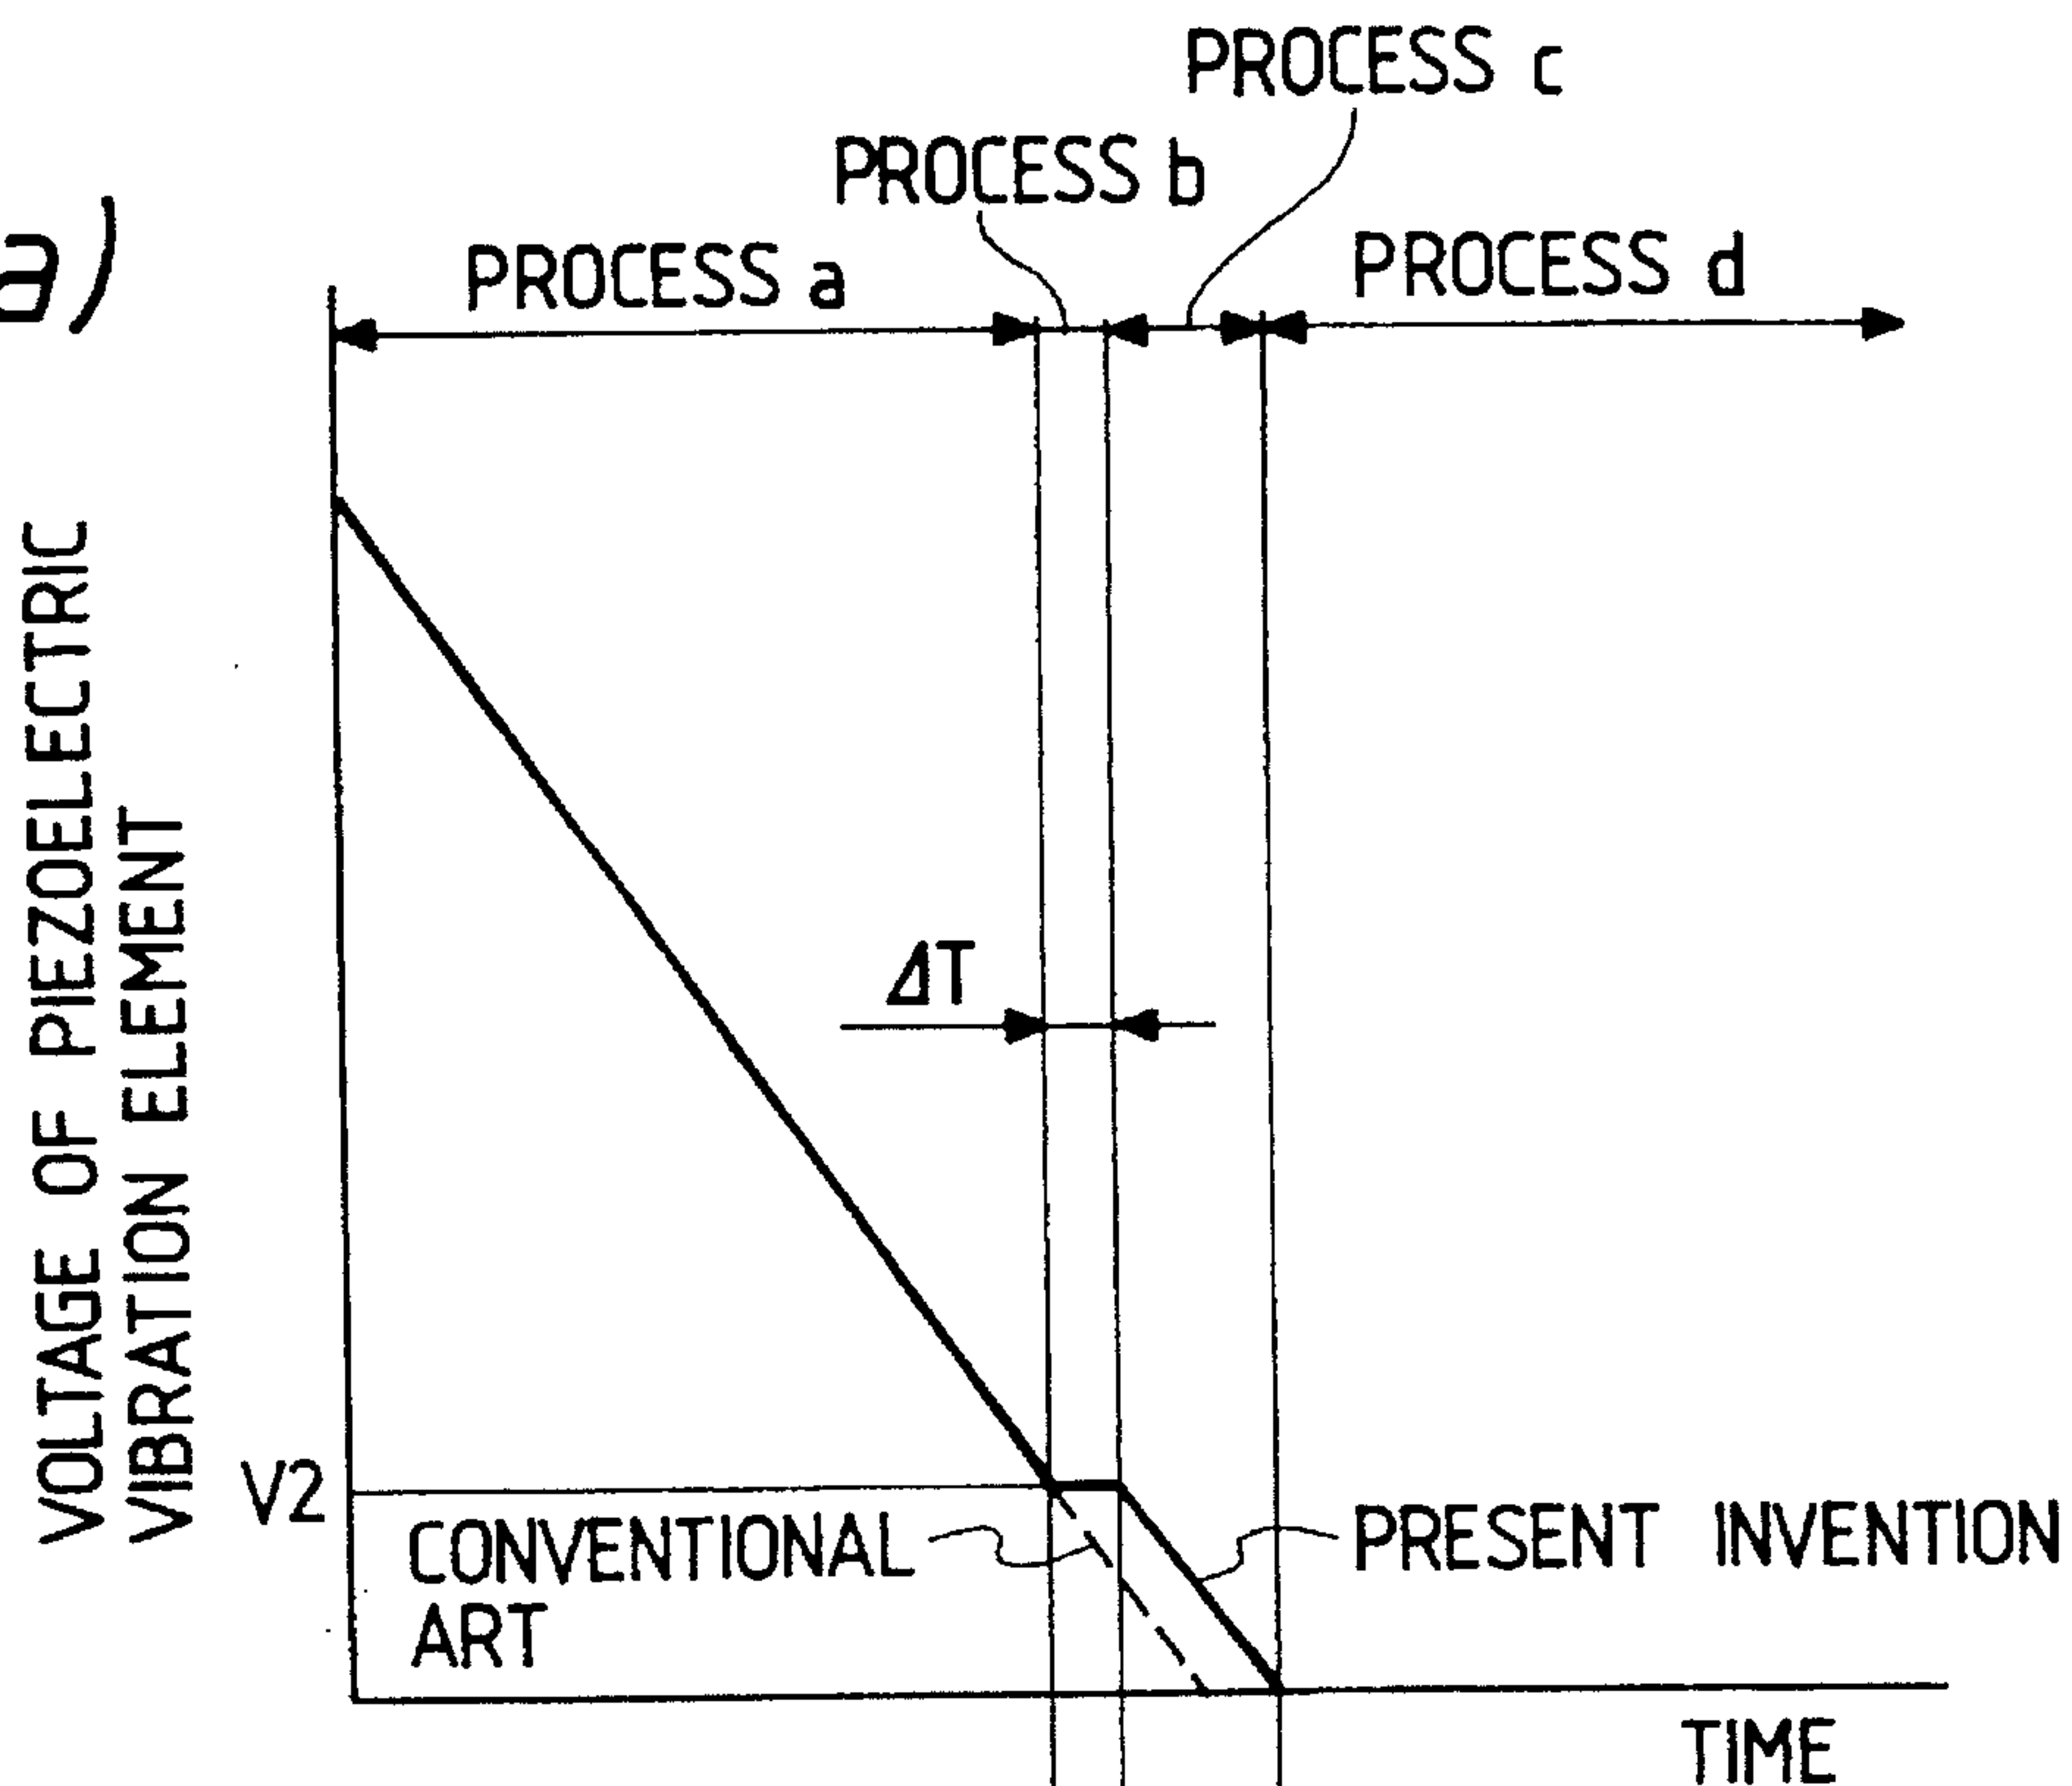 PROCESS c
PROCESS b
a)
PROCESS a
PROCESS d
VOLTAGE OF PIEZOELECTRIC
VIBRATION ELEMENT
ΔT
V2
CONVENTIONAL
ART
PRESENT INVENTION
TIME